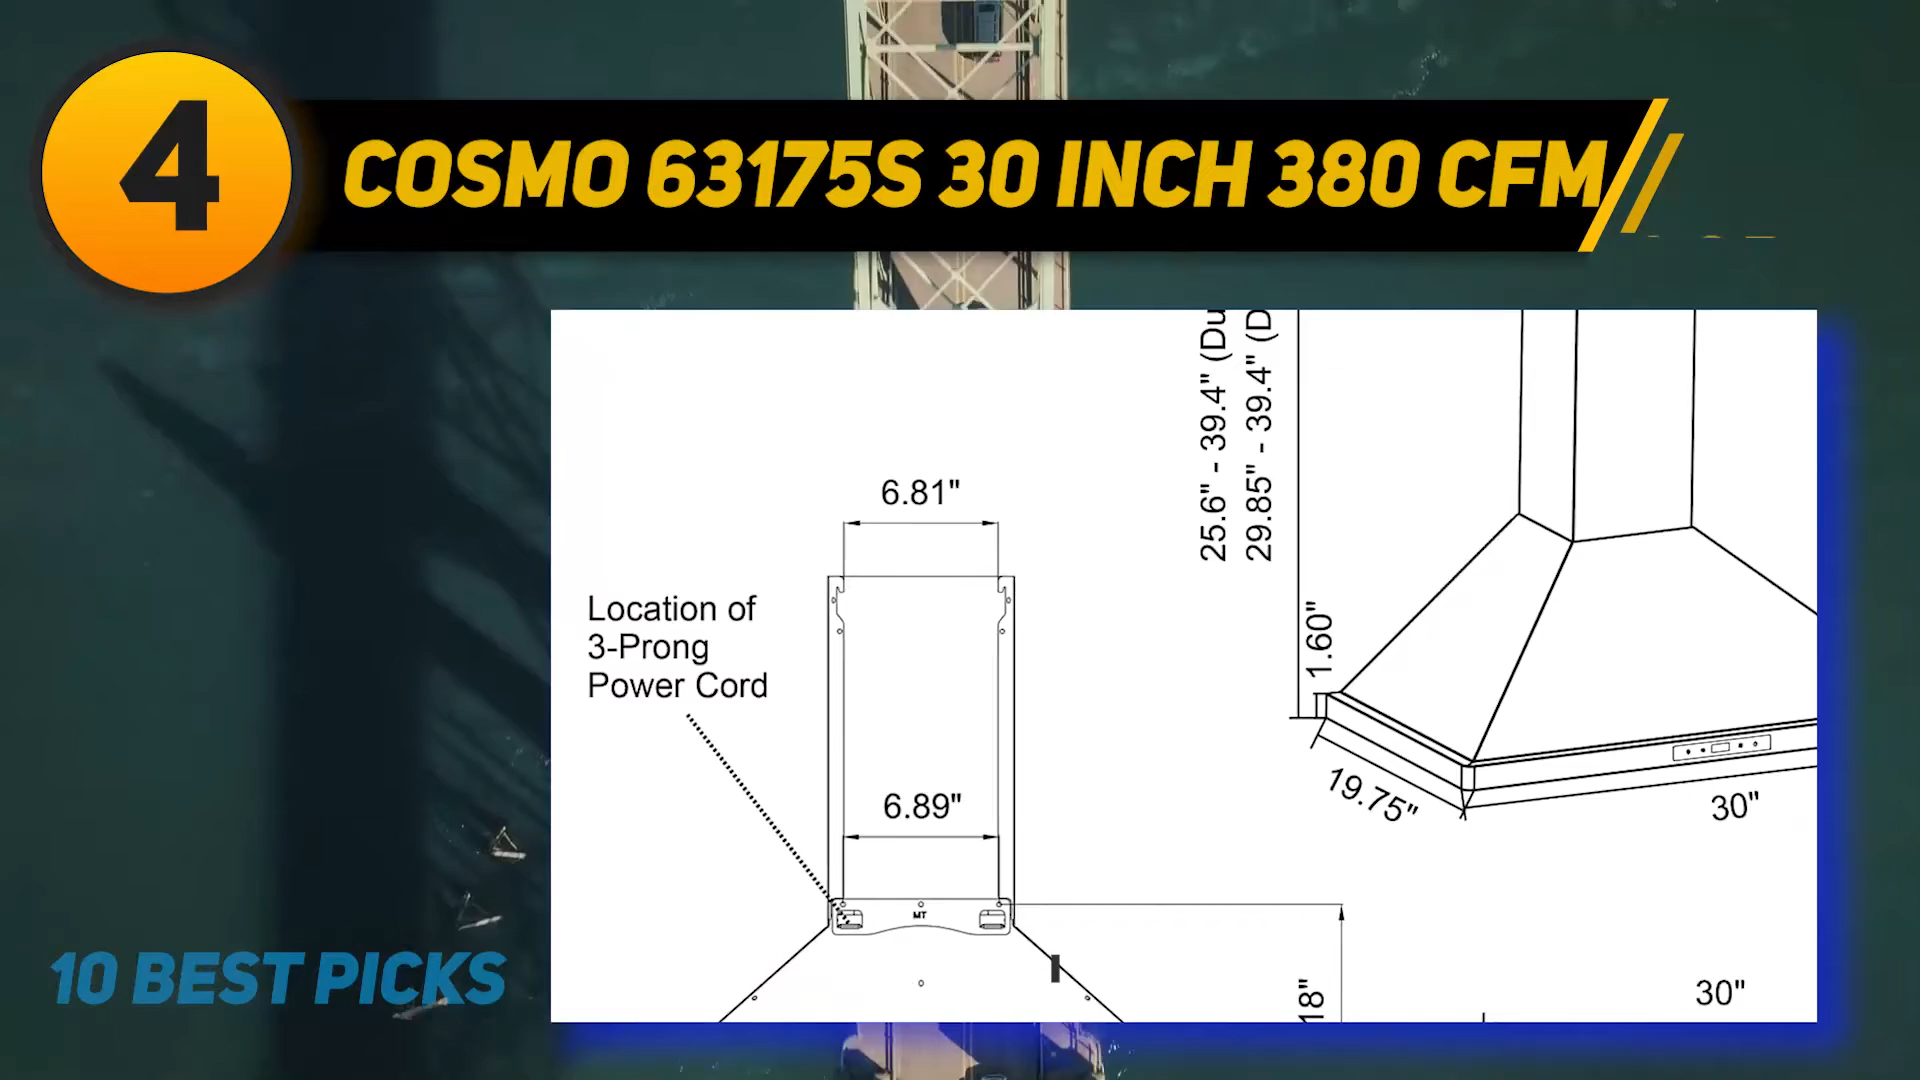 4
COSMO 63175S 30 INCH 380 CFM
25.6" - 39.4" (Du
29.85" - 39.4" (D
6.81"
Location of
3-Prong
Power Cord
1.60"
19.75"
30"
6.89"
MT
18"
30"
10 BEST PICKS